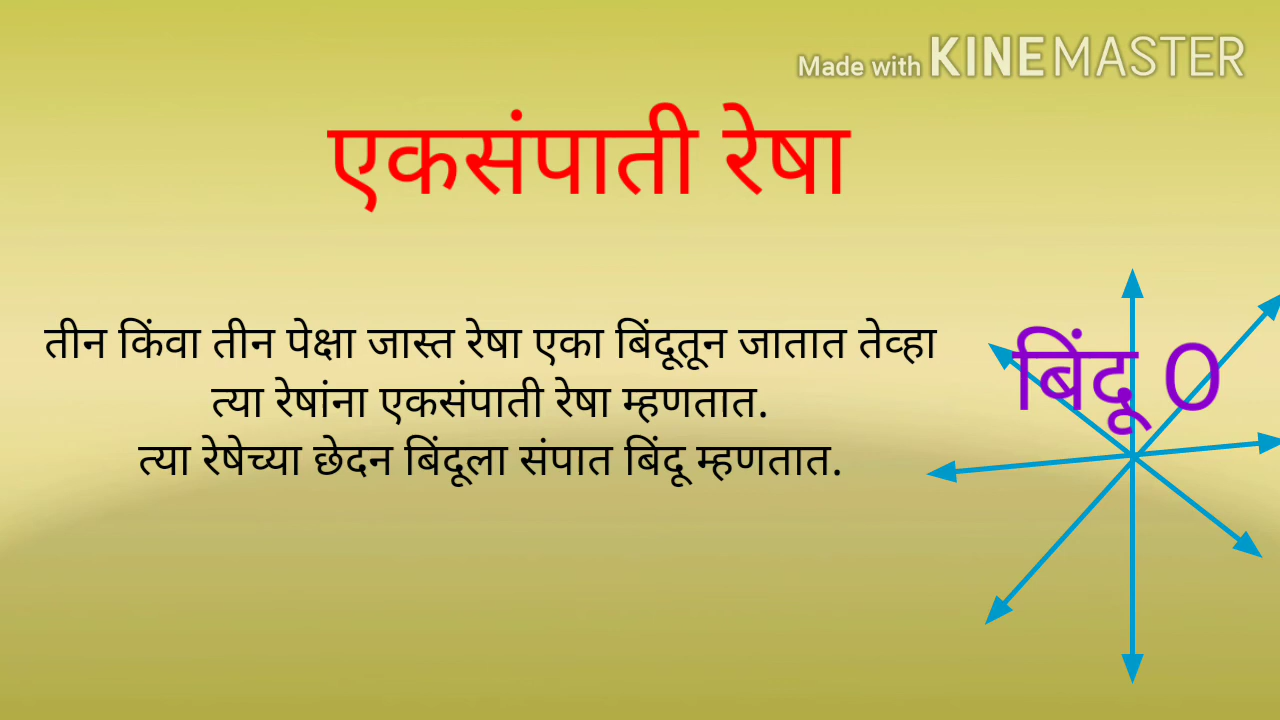 Made with KINEMASTER
एकसंपाती रेषा
तीन किंवा तीन पेक्षा जास्त रेषा एका बिंदूतून जातात तेव्हा
त्या रेषांना एकसंपाती रेषा म्हणतात.
त्या रेषेच्या छेदन बिंदूला संपात बिंदू म्हणतात.
बिंदू O